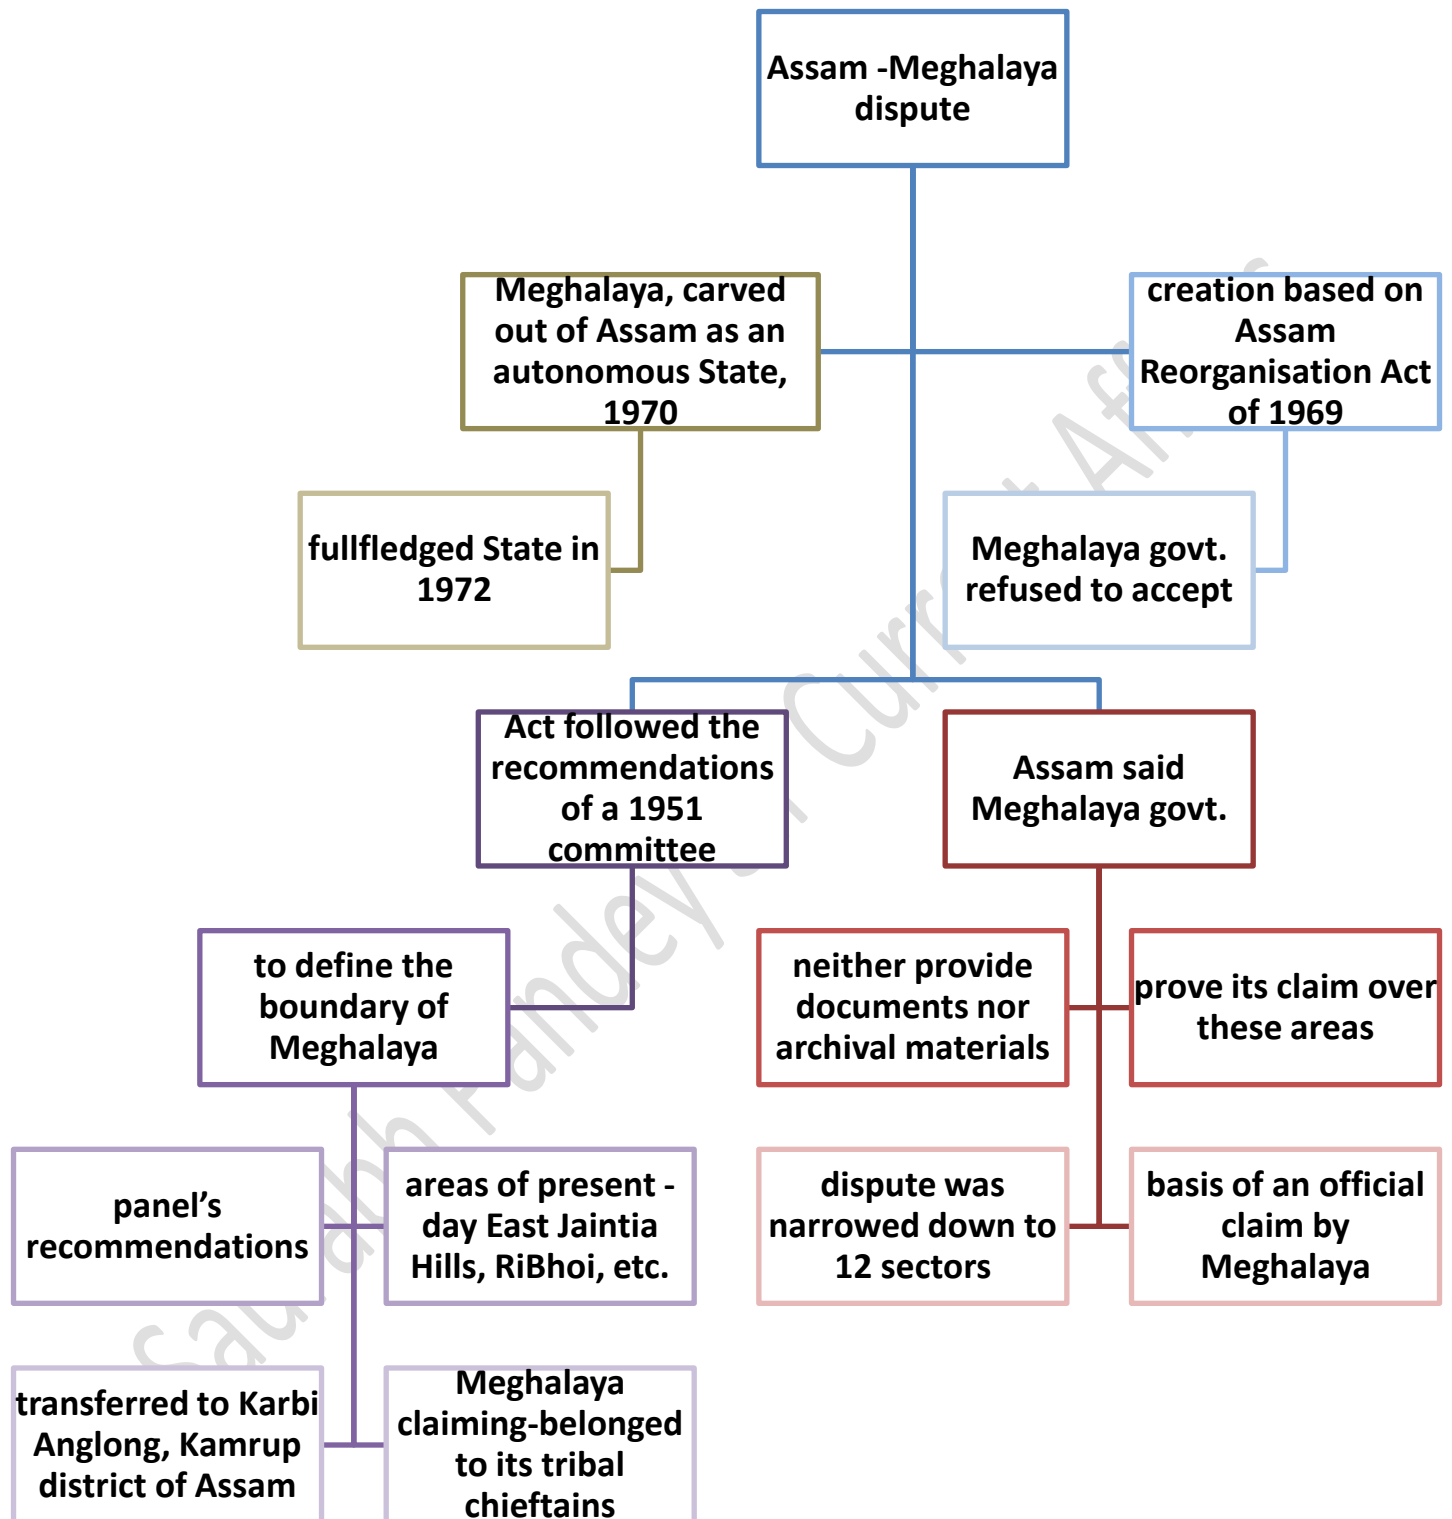 Assam -Meghalaya
dispute
Meghalaya, carved
out of Assam as an
autonomous State,
1970
creation based on
Assam
Reorganisation Act
of 1969
fullfledged State in
1972
Meghalaya govt.
refused to accept
Act followed the
recommendations
of a 1951
committee
Assam said
Meghalaya govt.
to define the
boundary of
Meghalaya
neither provide
documents nor
archival materials
prove its claim over
these areas
panel’s
recommendations
areas of present -
day East Jaintia
Hills, RiBhoi, etc.
dispute was
narrowed down to
12 sectors
basis of an official
claim by
Meghalaya
transferred to Karbi
Anglong, Kamrup
district of Assam
Meghalaya
claiming-belonged
to its tribal
chieftains
Saurabh Pandey